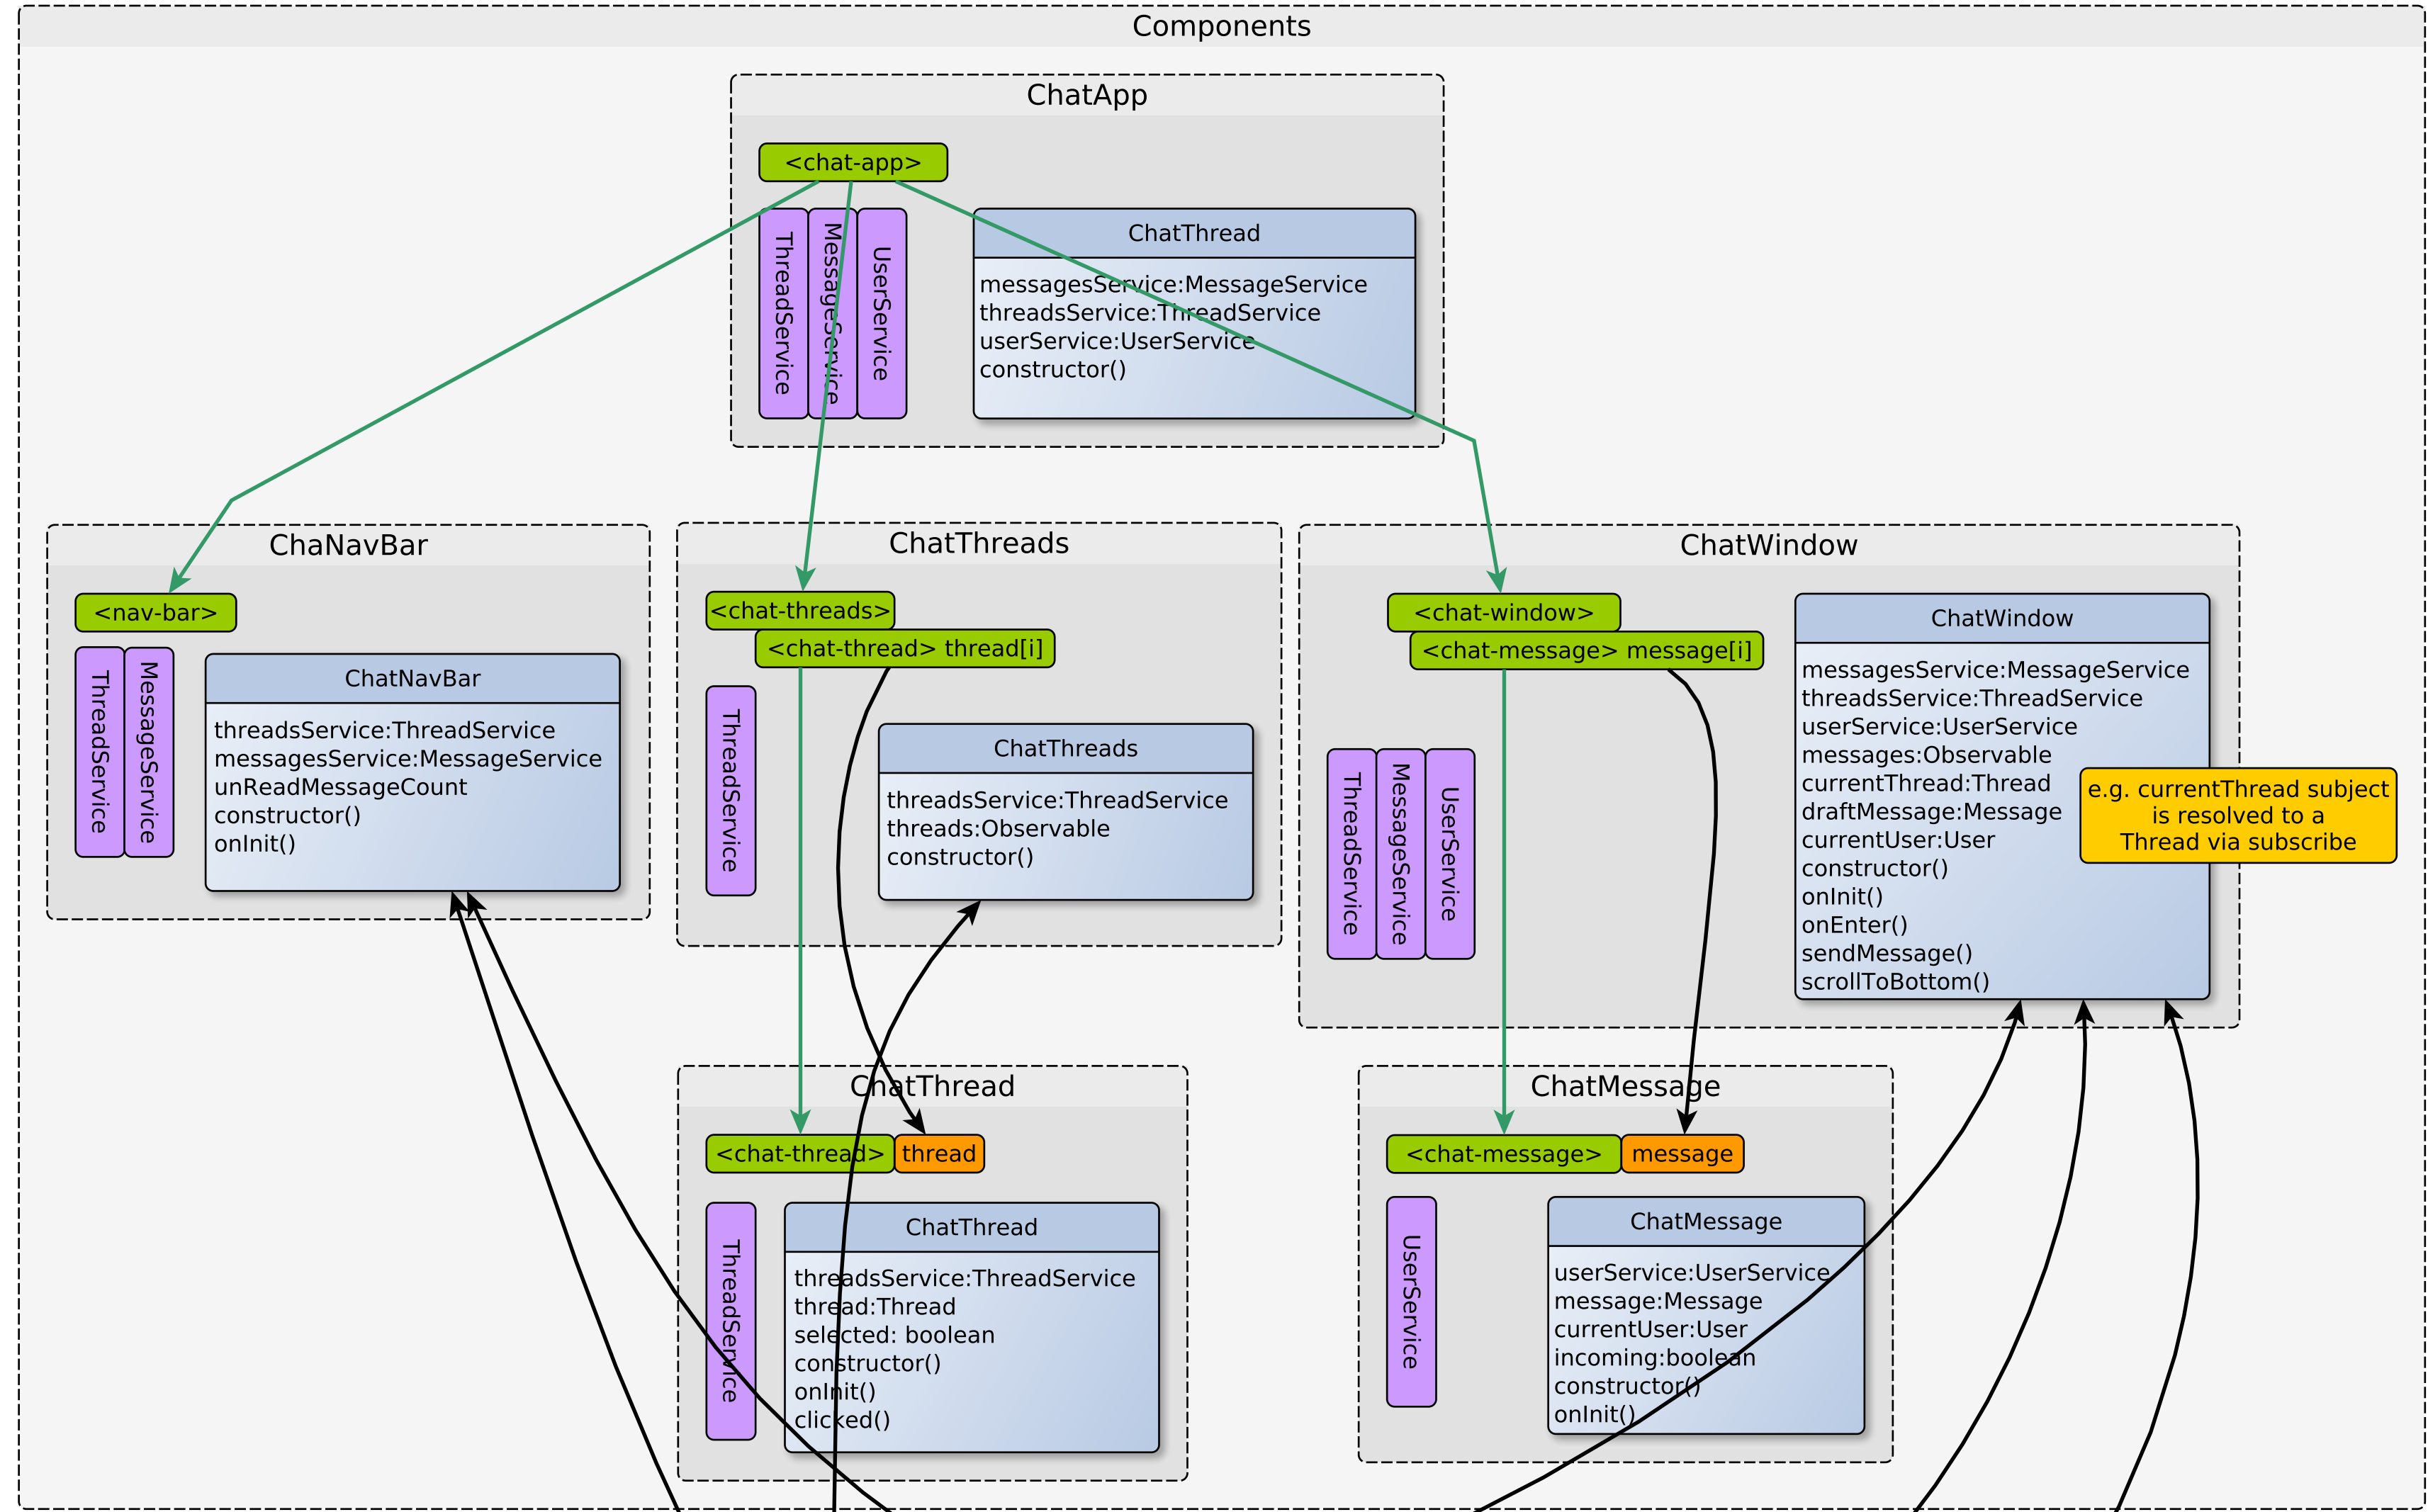 Components
ChatApp
<chat-app>
ThreadService
MessageService
UserService
ChatThread
messagesService:MessageService
threadsService:ThreadService
userService:UserService
constructor()
ChaNavBar
<nav-bar>
ThreadService
MessageService
ChatNavBar
threadsService:ThreadService
messagesService:MessageService
unReadMessageCount
constructor()
onInit()
ChatThreads
<chat-threads>
<chat-thread> thread[i]
ThreadService
ChatThreads
threadsService:ThreadService
threads:Observable
constructor()
ChatWindow
<chat-window>
<chat-message> message[i]
ThreadService
MessageService
UserService
ChatWindow
messagesService:MessageService
threadsService:ThreadService
userService:UserService
messages:Observable
currentThread:Thread
draftMessage:Message
currentUser:User
constructor()
onInit()
onEnter()
sendMessage()
scrollToBottom()
e.g. currentThread subject
is resolved to a
Thread via subscribe
ChatThread
<chat-thread>
thread
ThreadService
ChatThread
threadsService:ThreadService
thread:Thread
selected: boolean
constructor()
onInit()
clicked()
ChatMessage
<chat-message>
message
UserService
ChatMessage
userService:UserService
message:Message
currentUser:User
incoming:boolean
constructor()
onInit()